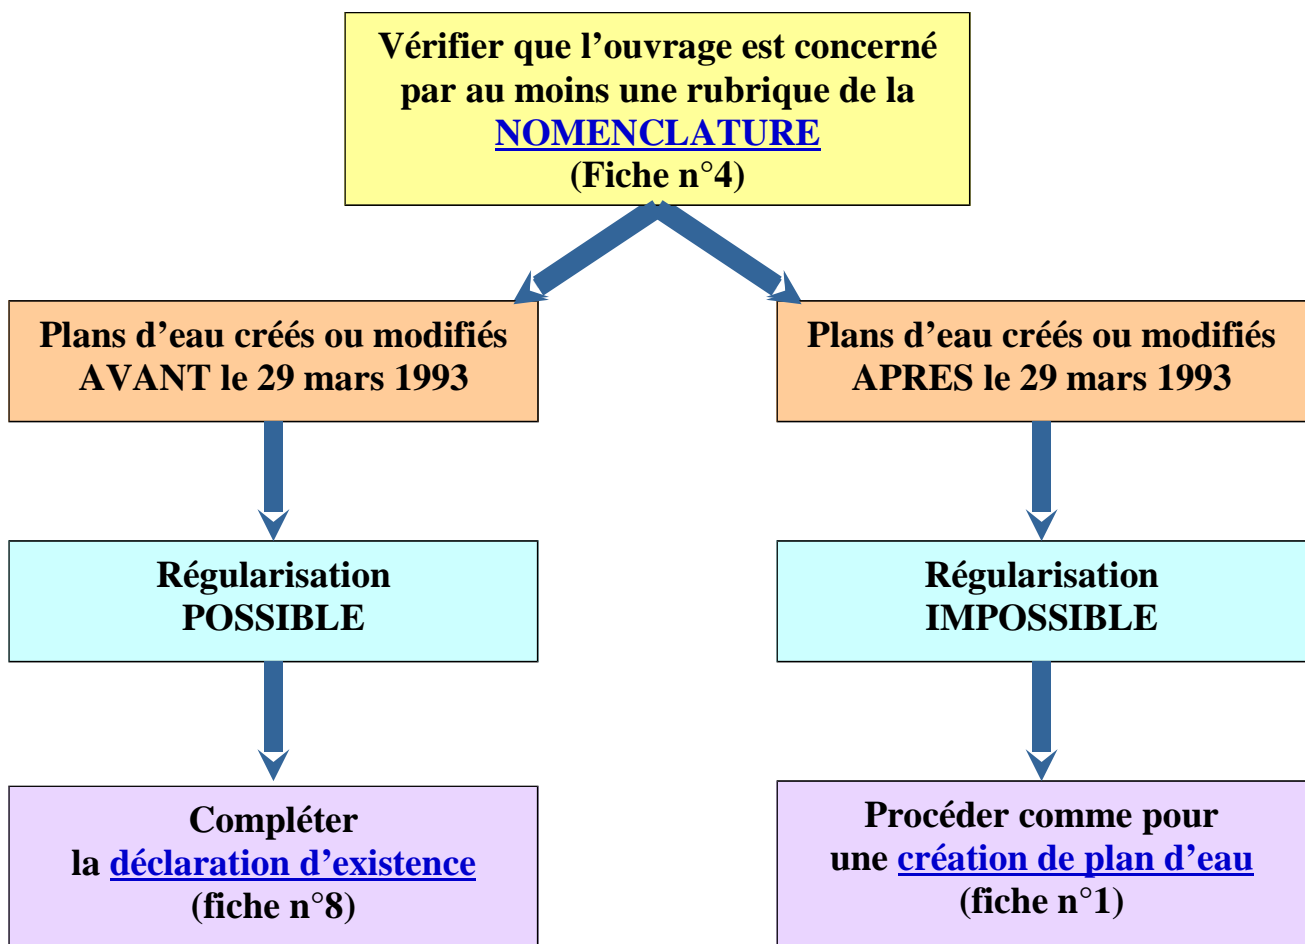 Vérifier que l’ouvrage est concerné
par au moins une rubrique de la
NOMENCLATURE
(Fiche n°4)
Plans d’eau créés ou modifiés
AVANT le 29 mars 1993
Plans d’eau créés ou modifiés
APRES le 29 mars 1993
Régularisation
POSSIBLE
Régularisation
IMPOSSIBLE
Compléter
la déclaration d’existence
(fiche n°8)
Procéder comme pour
une création de plan d’eau
(fiche n°1)